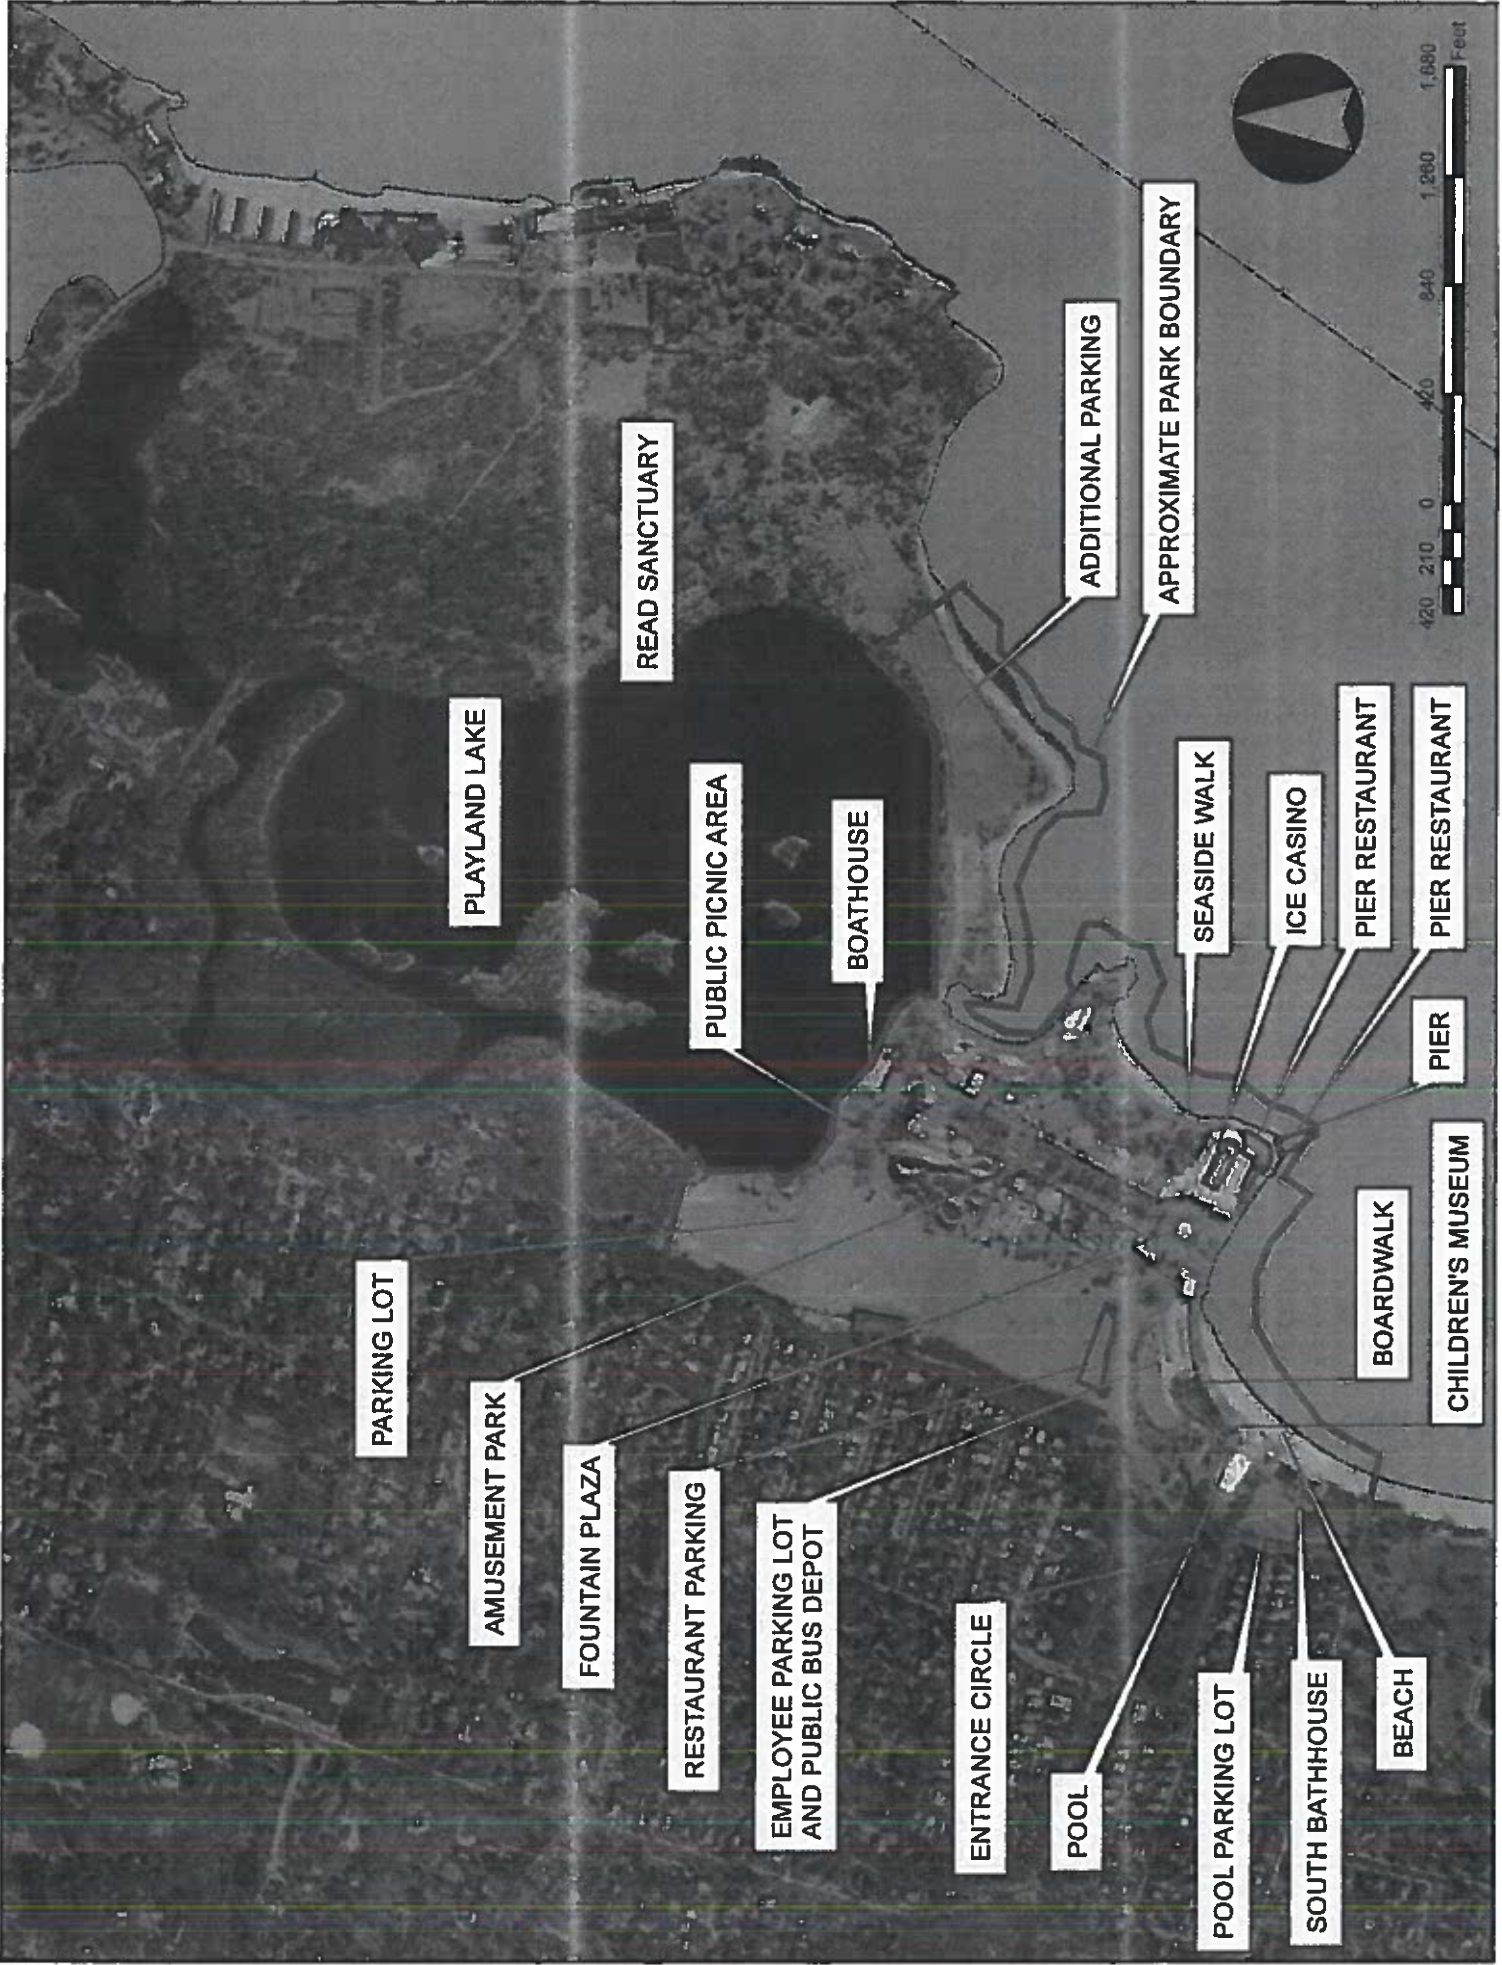 PARKING LOT
AMUSEMENT PARK
FOUNTAIN PLAZA
RESTAURANT PARKING
EMPLOYEE PARKING LOT
AND PUBLIC BUS DEPOT
ENTRANCE CIRCLE
POOL
POOL PARKING LOT
SOUTH BATHHOUSE
BEACH
PLAYLAND LAKE
READ SANCTUARY
PUBLIC PICNIC AREA
BOATHOUSE
ADDITIONAL PARKING
APPROXIMATE PARK BOUNDARY
SEASIDE WALK
ICE CASINO
PIER RESTAURANT
PIER RESTAURANT
PIER
BOARDWALK
CHILDREN'S MUSEUM
420 210 0 420 840 1,260 1,680
Feet